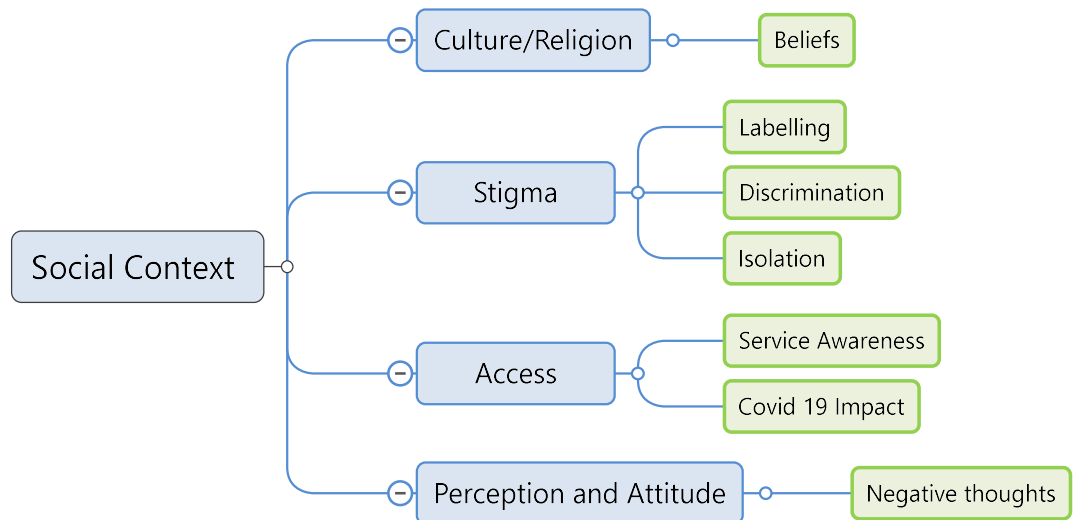 Social Context
Culture/Religion
Beliefs
Stigma
Labelling
Discrimination
Isolation
Access
Service Awareness
Covid 19 Impact
Perception and Attitude
Negative thoughts